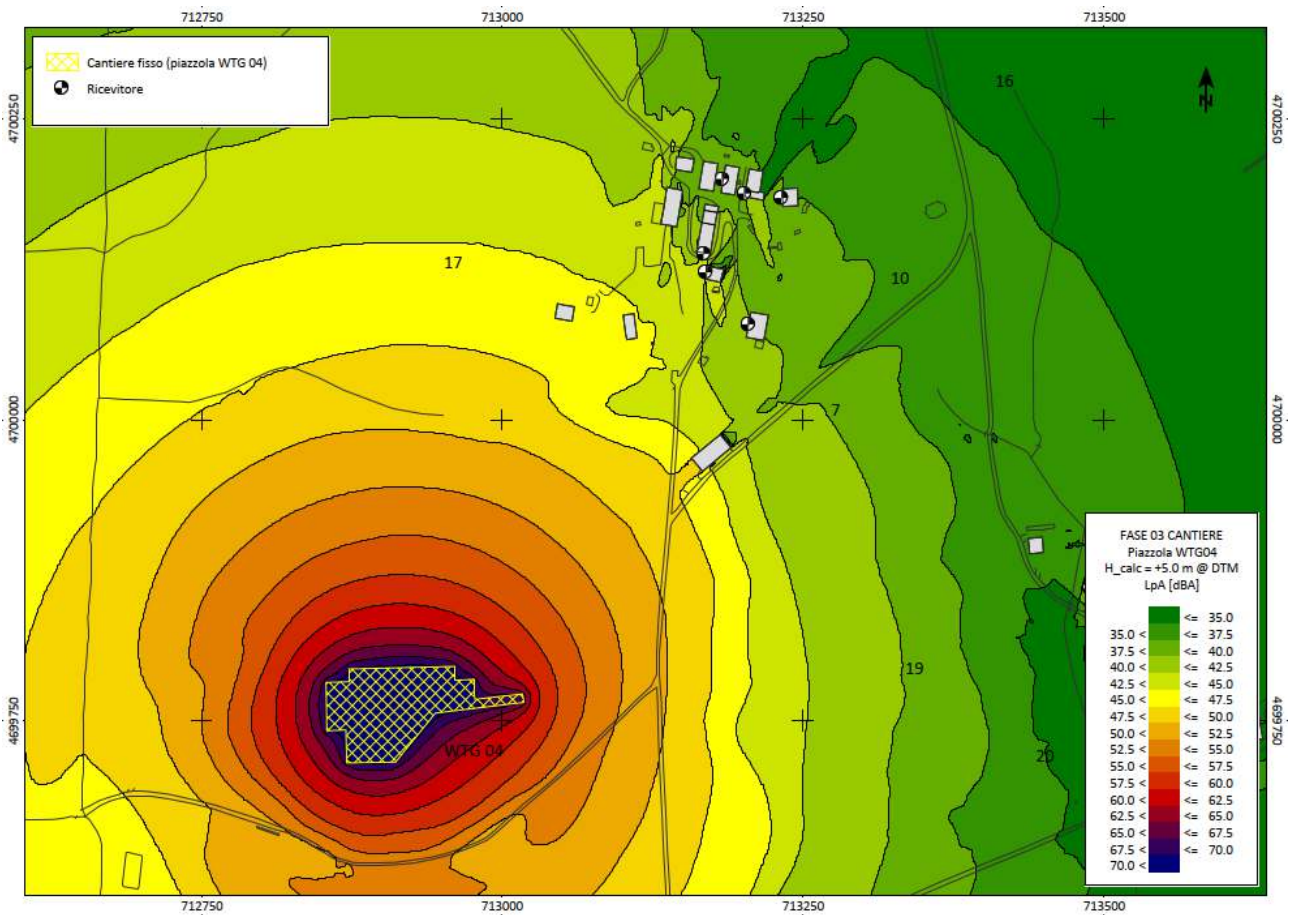 712750
713000
713250
713500
Cantiere fisso (piazzola WTG 04)
Ricevitore
4700250
4700250
16
N
17
10
4700000
4700000
7
19
4699750
4699750
WTG 04
20
FASE 03 CANTIERE
Piazzola WTG04
H_calc = +5.0 m @ DTM
LpA [dBA]
<= 35.0
35.0 < <= 37.5
37.5 < <= 40.0
40.0 < <= 42.5
42.5 < <= 45.0
45.0 < <= 47.5
47.5 < <= 50.0
50.0 < <= 52.5
52.5 < <= 55.0
55.0 < <= 57.5
57.5 < <= 60.0
60.0 < <= 62.5
62.5 < <= 65.0
65.0 < <= 67.5
67.5 < <= 70.0
70.0 <
712750
713000
713250
713500